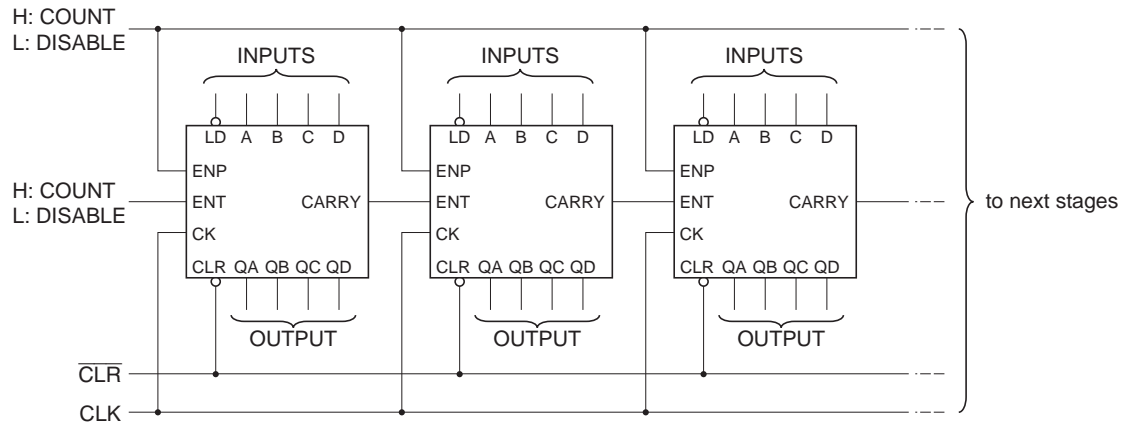 H: COUNT
L: DISABLE
INPUTS INPUTS INPUTS
LD A B C D LD A B C D LD A B C D
ENP ENP ENP
H: COUNT
L: DISABLE
ENT CARRY ENT CARRY ENT CARRY
to next stages
CK CK CK
CLR QA QB QC QD CLR QA QB QC QD CLR QA QB QC QD
OUTPUT OUTPUT OUTPUT
CLR
CLK